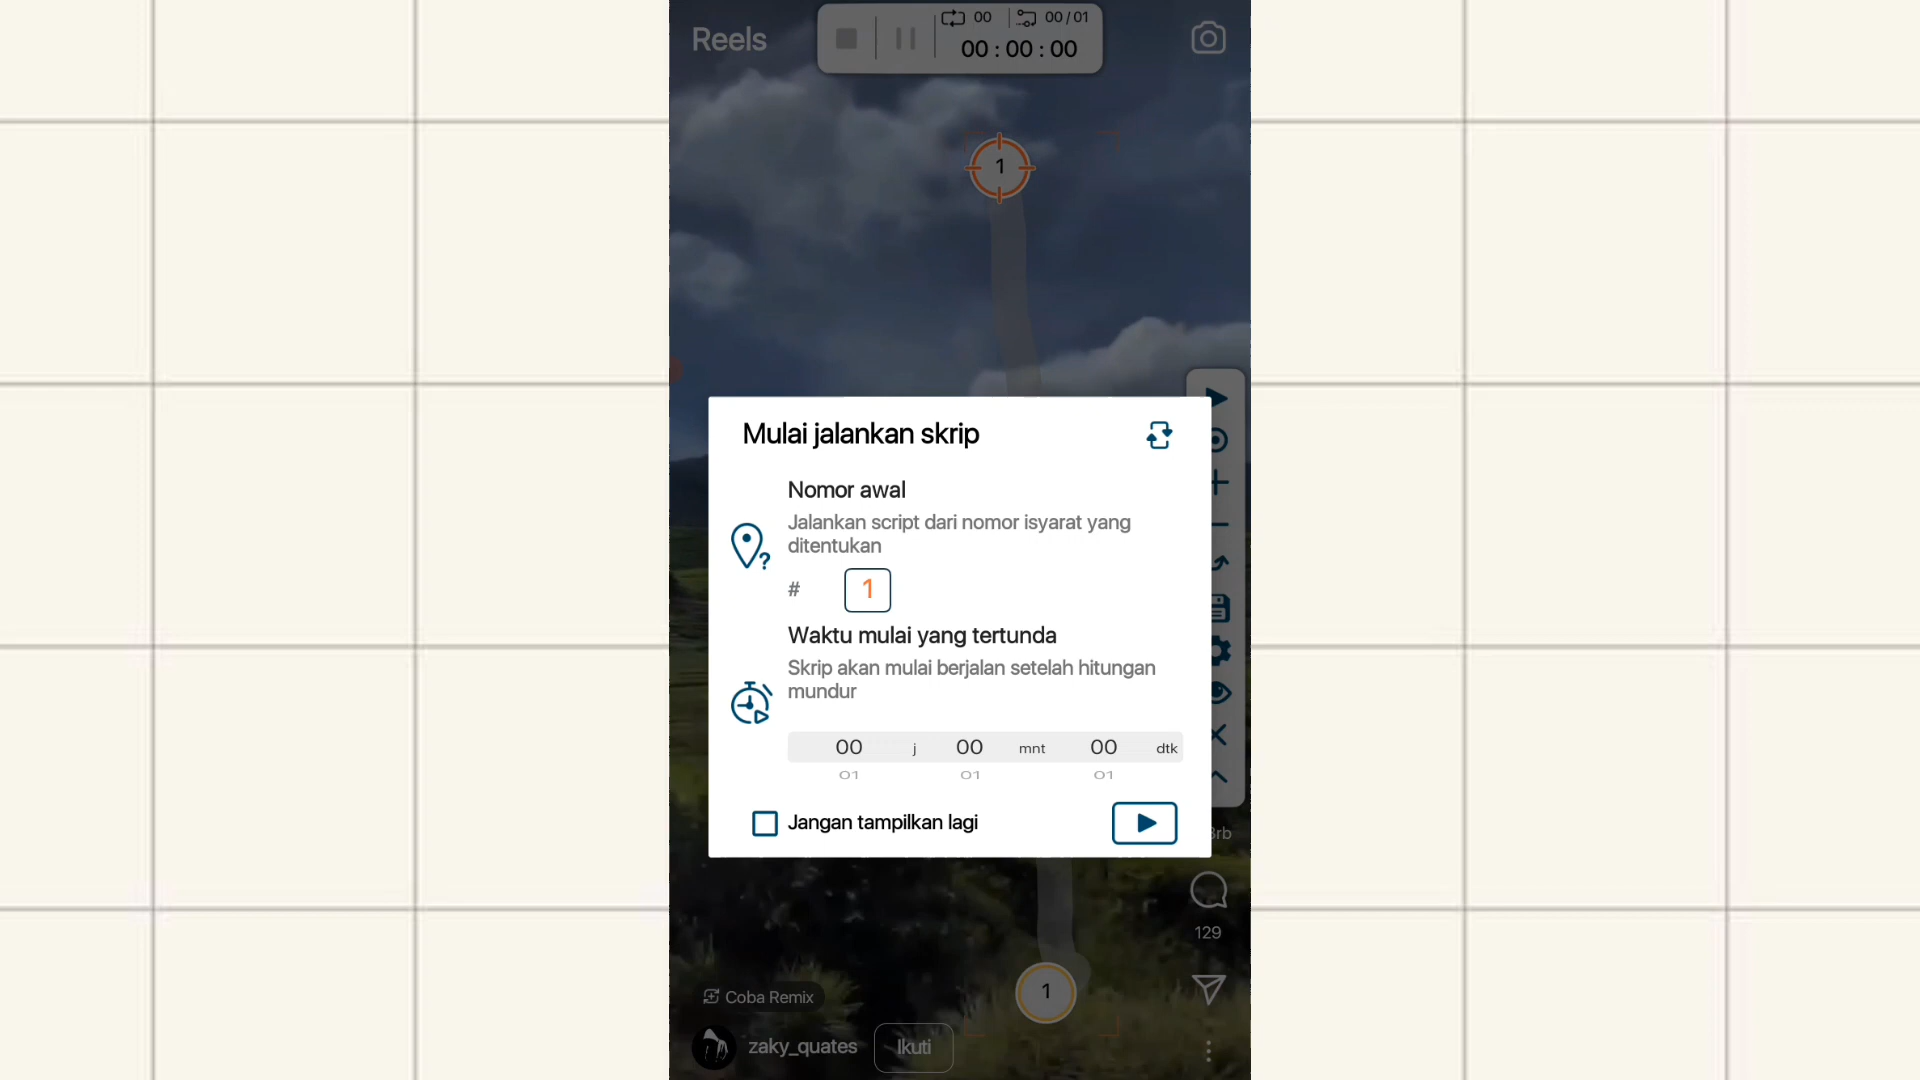 Reels
00
00/01
00 : 00 : 00
1
Mulai jalankan skrip
Nomor awal
Jalankan script dari nomor isyarat yang
ditentukan
# 1
Waktu mulai yang tertunda
Skrip akan mulai berjalan setelah hitungan
mundur
00 j 00 mnt 00 dtk
01 01 01
Jangan tampilkan lagi
129
1
Coba Remix
zaky_quates
Ikuti